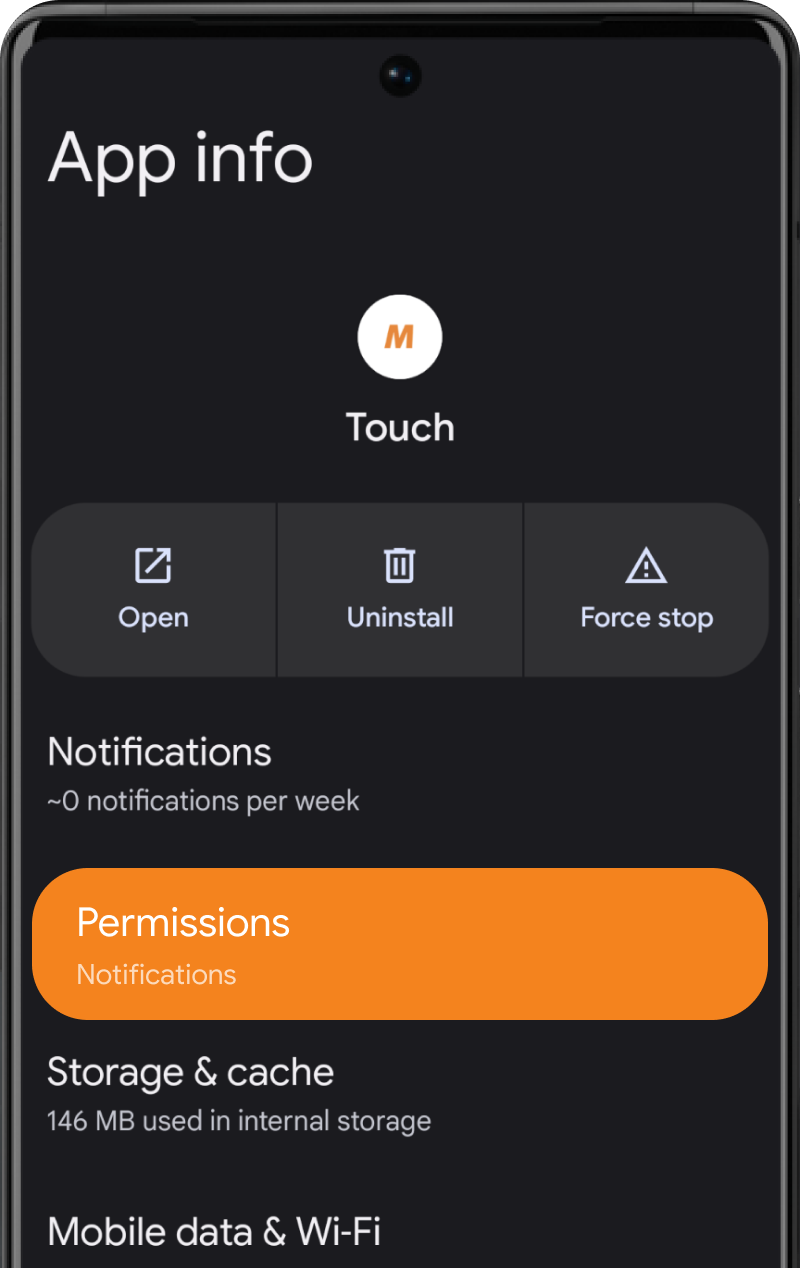 App info
M
Touch
Open
Uninstall
Force stop
Notifications
~0 notifications per week
Permissions
Notifications
Storage & cache
146 MB used in internal storage
Mobile data & Wi-Fi